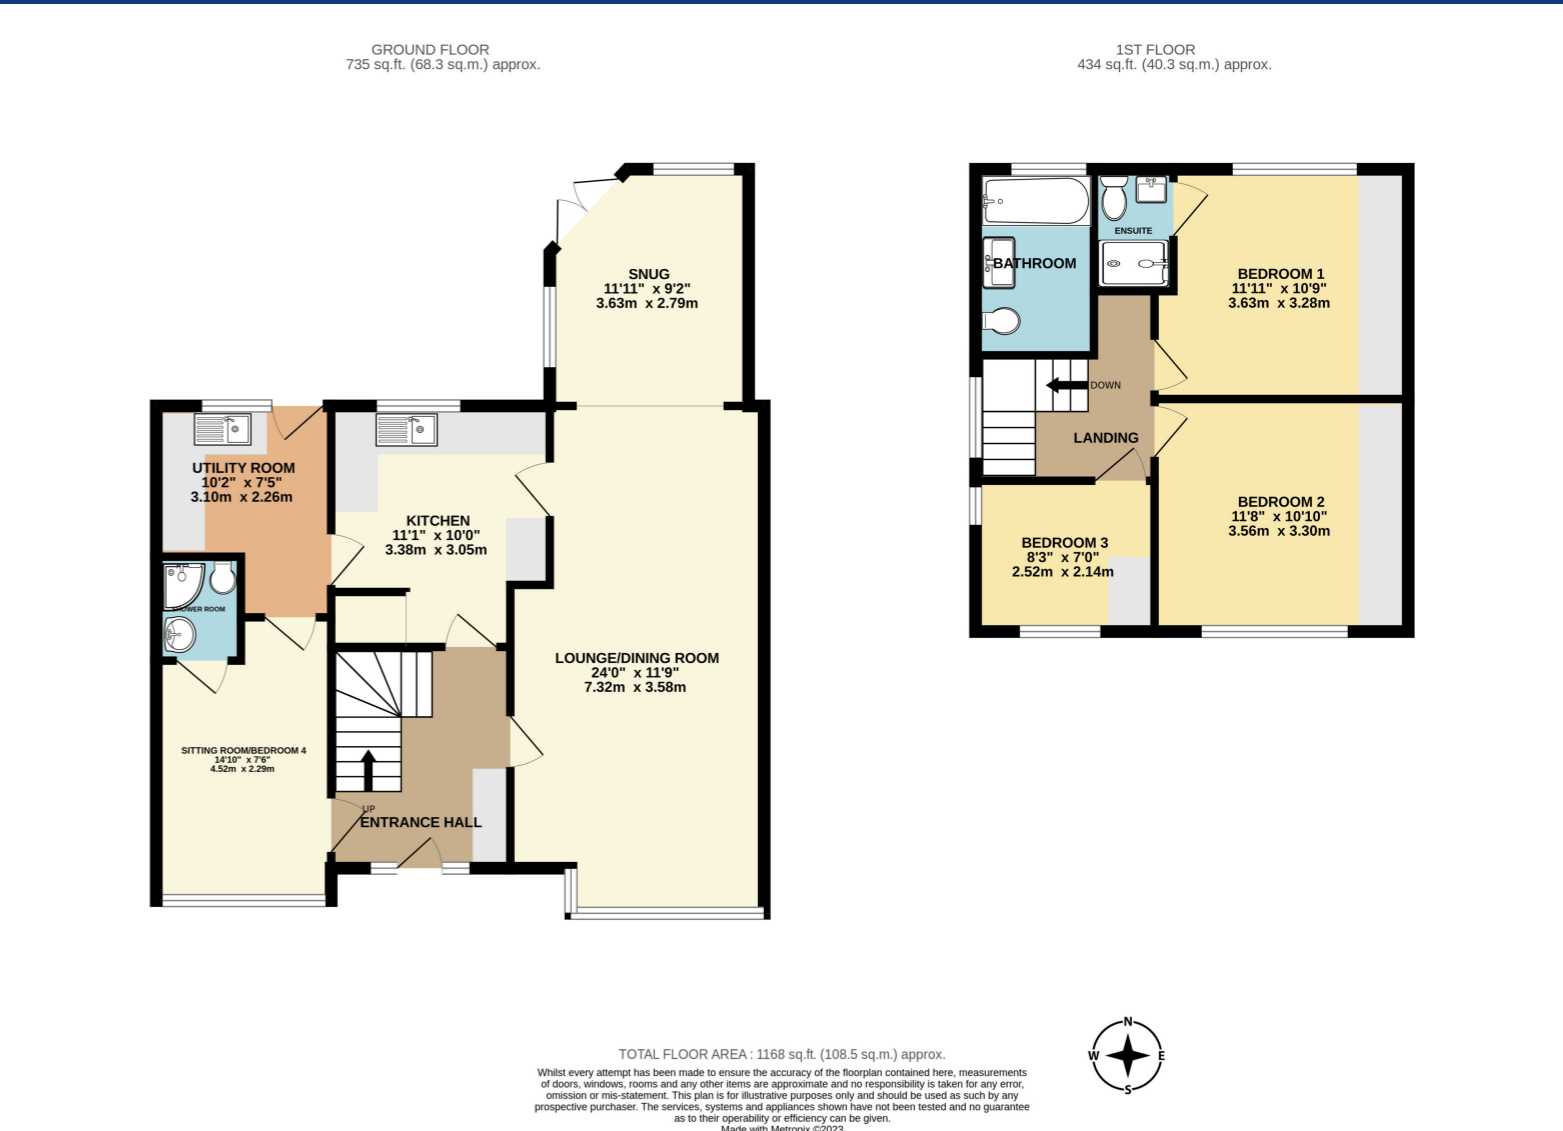 GROUND FLOOR
735 sq.ft. (68.3 sq.m.) approx.
1ST FLOOR
434 sq.ft. (40.3 sq.m.) approx.
SNUG
11'11" x 9'2"
3.63m x 2.79m
UTILITY ROOM
10'2" x 7'5"
3.10m x 2.26m
KITCHEN
11'1" x 10'0"
3.38m x 3.05m
SHOWER ROOM
LOUNGE/DINING ROOM
24'0" x 11'9"
7.32m x 3.58m
SITTING ROOM/BEDROOM 4
14'10" x 7'6"
4.52m x 2.29m
UP
ENTRANCE HALL
BATHROOM
ENSUITE
BEDROOM 1
11'11" x 10'9"
3.63m x 3.28m
DOWN
LANDING
BEDROOM 2
11'8" x 10'10"
3.56m x 3.30m
BEDROOM 3
8'3" x 7'0"
2.52m x 2.14m
TOTAL FLOOR AREA : 1168 sq.ft. (108.5 sq.m.) approx.
Whilst every attempt has been made to ensure the accuracy of the floorplan contained here, measurements
of doors, windows, rooms and any other items are approximate and no responsibility is taken for any error,
omission or mis-statement. This plan is for illustrative purposes only and should be used as such by any
prospective purchaser. The services, systems and appliances shown have not been tested and no guarantee
as to their operability or efficiency can be given.
Made with Metropix ©2023
N
W E
S